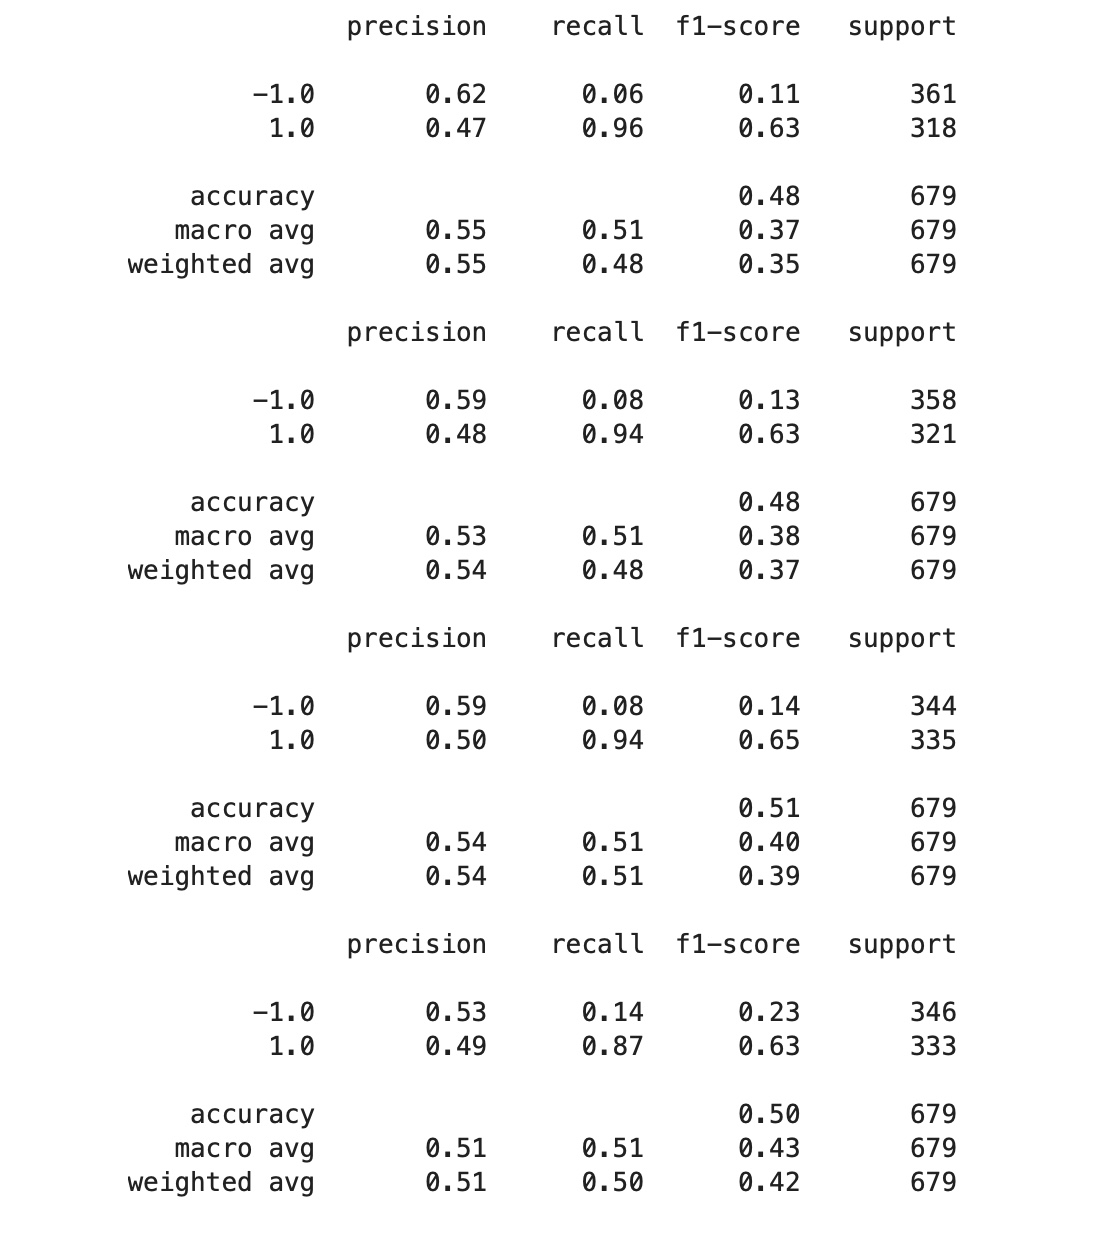 precision recall f1-score support
−1.0 0.62 0.06 0.11 361
1.0 0.47 0.96 0.63 318
accuracy 0.48 679
macro avg 0.55 0.51 0.37 679
weighted avg 0.55 0.48 0.35 679
precision recall f1-score support
−1.0 0.59 0.08 0.13 358
1.0 0.48 0.94 0.63 321
accuracy 0.48 679
macro avg 0.53 0.51 0.38 679
weighted avg 0.54 0.48 0.37 679
precision recall f1-score support
−1.0 0.59 0.08 0.14 344
1.0 0.50 0.94 0.65 335
accuracy 0.51 679
macro avg 0.54 0.51 0.40 679
weighted avg 0.54 0.51 0.39 679
precision recall f1-score support
−1.0 0.53 0.14 0.23 346
1.0 0.49 0.87 0.63 333
accuracy 0.50 679
macro avg 0.51 0.51 0.43 679
weighted avg 0.51 0.50 0.42 679